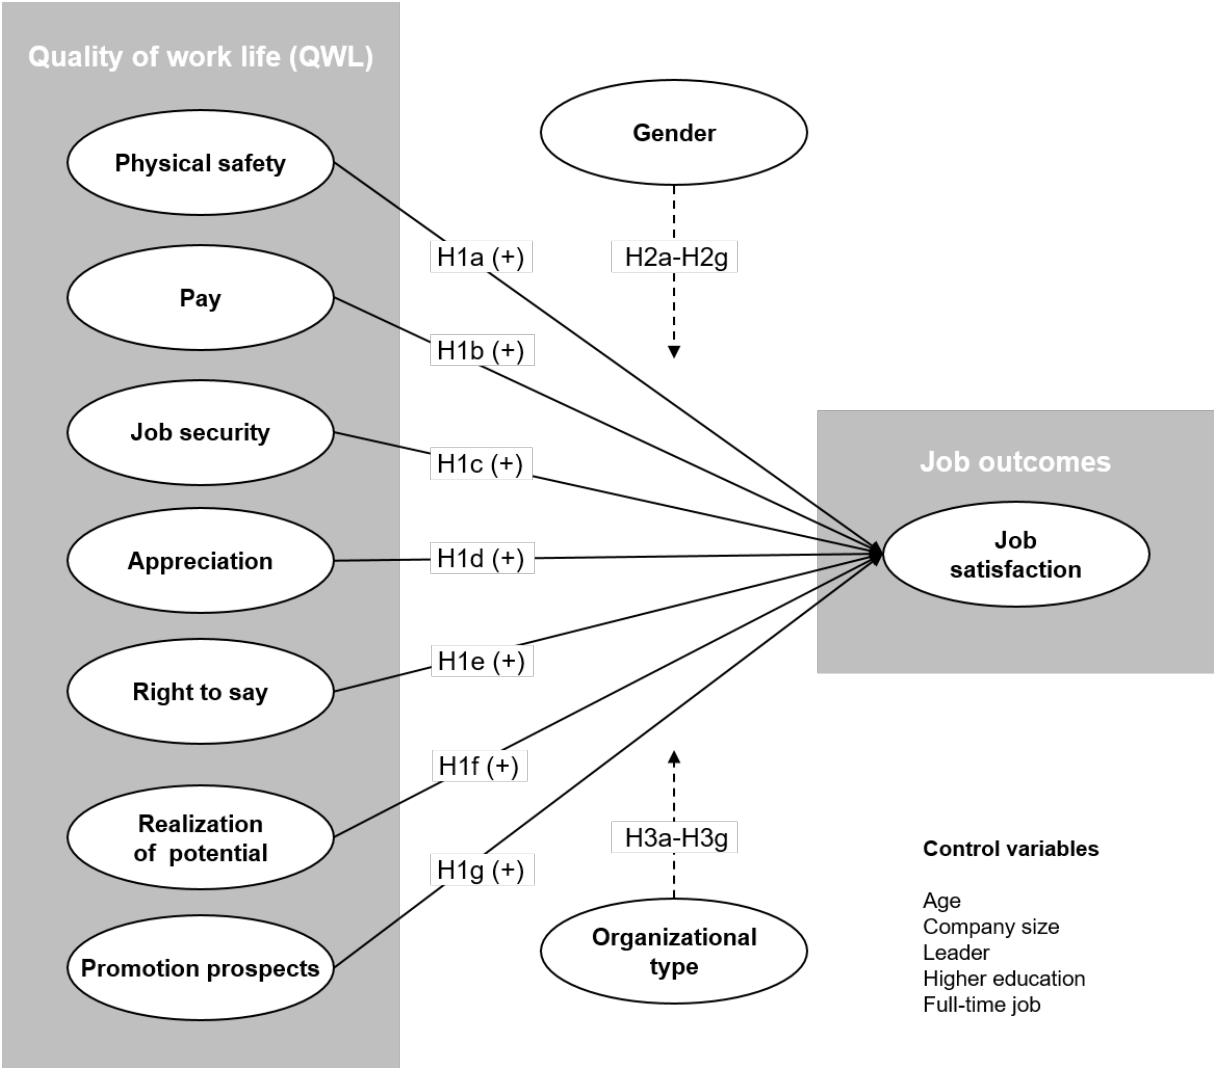 Quality of work life (QWL)
Physical safety
Pay
Job security
Appreciation
Right to say
Realization
of potential
Promotion prospects
H1a (+)
H1b (+)
H1c (+)
H1d (+)
H1e (+)
H1f (+)
H1g (+)
Gender
H2a-H2g
H3a-H3g
Organizational
type
Job outcomes
Job
satisfaction
Control variables
Age
Company size
Leader
Higher education
Full-time job